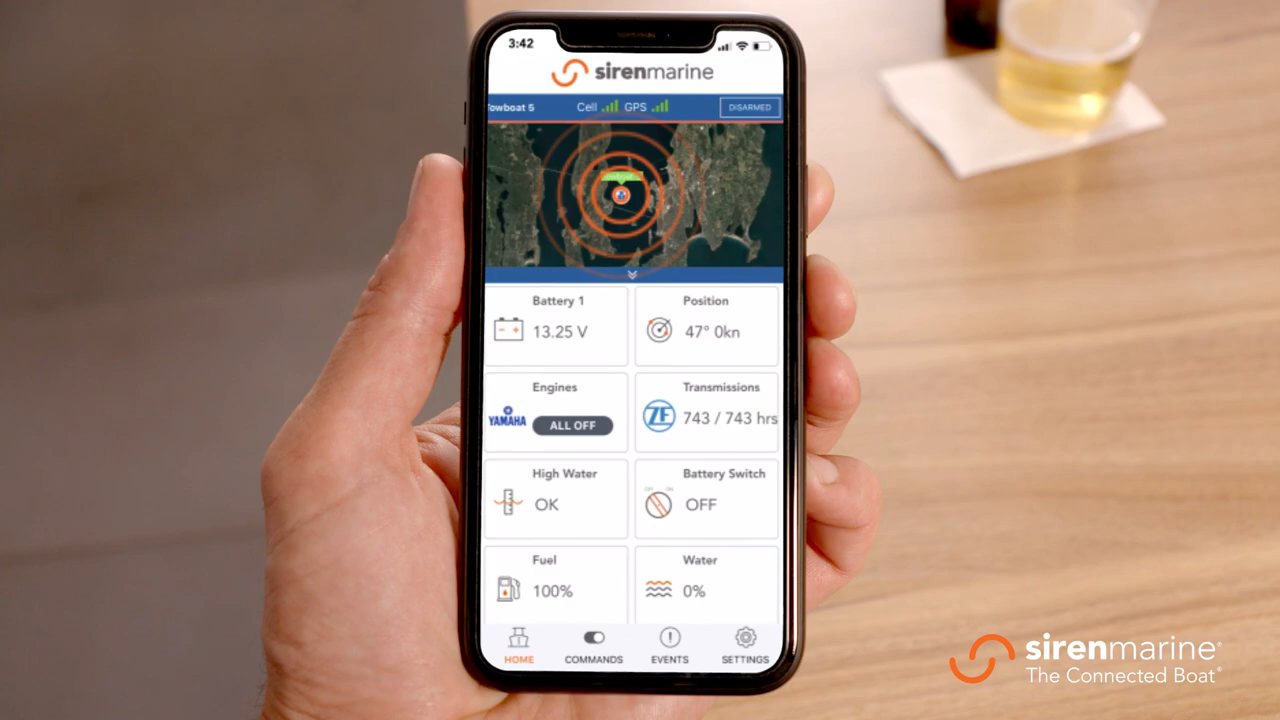 3:42
sirenmarine
Towboat 5 Cell GPS DISARMED
Battery 1
13.25 V
Position
47° 0kn
Engines
YAMAHA
ALL OFF
Transmissions
ZF
743 / 743 hrs
High Water
OK
Battery Switch
OFF
Fuel
100%
Water
0%
HOME COMMANDS EVENTS SETTINGS
sirenmarine®
The Connected Boat®